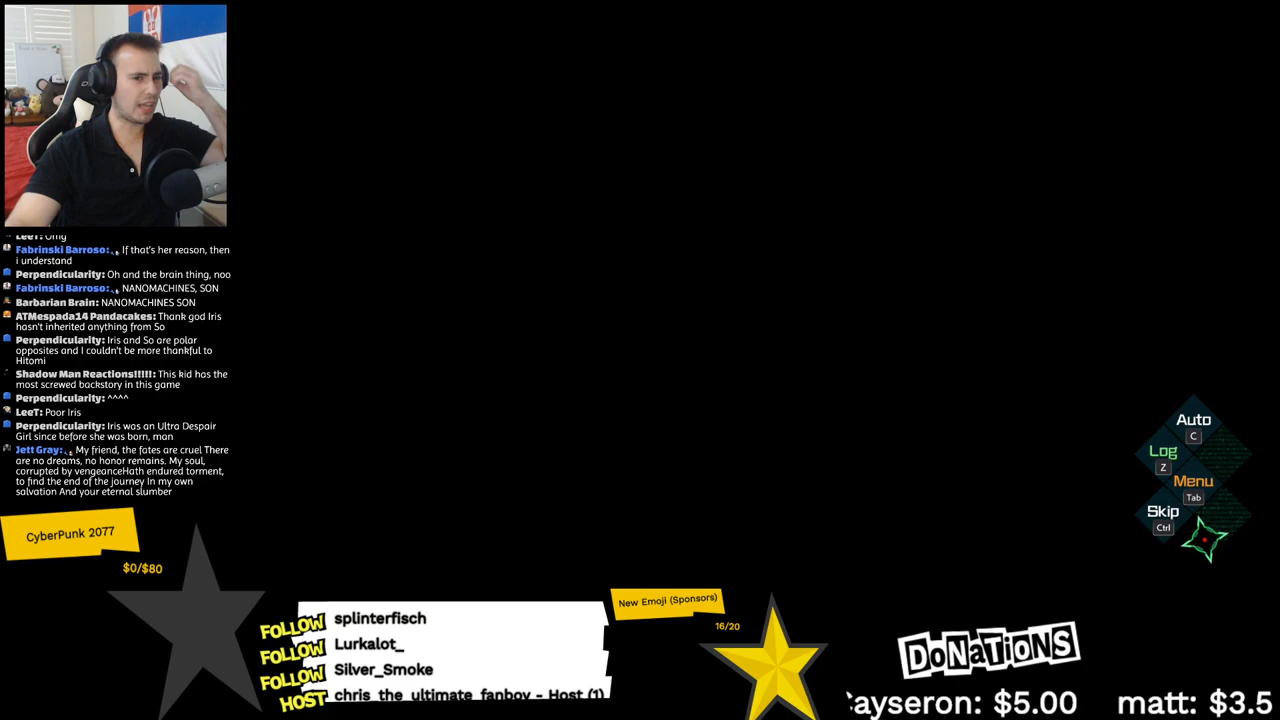 LeeT: Omg
Fabrinski Barroso: If that's her reason, then
i understand
Perpendicularity: Oh and the brain thing, noo
Fabrinski Barroso: NANOMACHINES, SON
Barbarian Brain: NANOMACHINES SON
ATMespada14 Pandacakes: Thank god Iris
hasn't inherited anything from So
Perpendicularity: Iris and So are polar
opposites and I couldn't be more thankful to
Hitomi
Shadow Man Reactions!!!!!: This kid has the
most screwed backstory in this game
Perpendicularity: ^^^^
LeeT: Poor Iris
Perpendicularity: Iris was an Ultra Despair
Girl since before she was born, man
Jett Gray: My friend, the fates are cruel There
are no dreams, no honor remains. My soul,
corrupted by vengeanceHath endured torment,
to find the end of the journey In my own
salvation And your eternal slumber
Auto
C
Log
Z
Menu
Tab
Skip
Ctrl
CyberPunk 2077
$0/$80
FOLLOW splinterfisch
FOLLOW Lurkalot_
FOLLOW Silver_Smoke
HOST chris_the_ultimate_fanboy - Host (1)
New Emoji (Sponsors)
16/20
DONATIONS
ayseron: $5.00 matt: $3.5